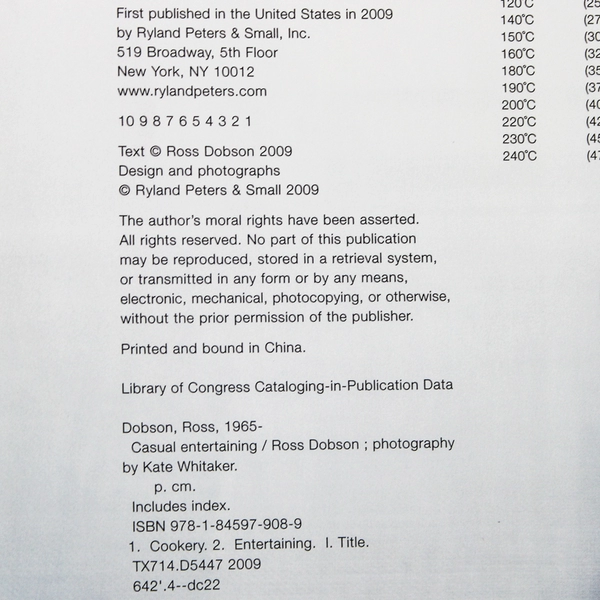 First published in the United States in 2009
by Ryland Peters & Small, Inc.
519 Broadway, 5th Floor
New York, NY 10012
www.rylandpeters.com
10 9 8 7 6 5 4 3 2 1
Text © Ross Dobson 2009
Design and photographs
© Ryland Peters & Small 2009
The author's moral rights have been asserted.
All rights reserved. No part of this publication
may be reproduced, stored in a retrieval system,
or transmitted in any form or by any means,
electronic, mechanical, photocopying, or otherwise,
without the prior permission of the publisher.
Printed and bound in China.
Library of Congress Cataloging-in-Publication Data
Dobson, Ross, 1965-
Casual entertaining / Ross Dobson ; photography
by Kate Whitaker.
p. cm.
Includes index.
ISBN 978-1-84597-908-9
1. Cookery. 2. Entertaining. I. Title.
TX714.D5447 2009
642'.4--dc22
120°C
140°C
150°C
160°C
180°C
190°C
200°C
220°C
230°C
240°C